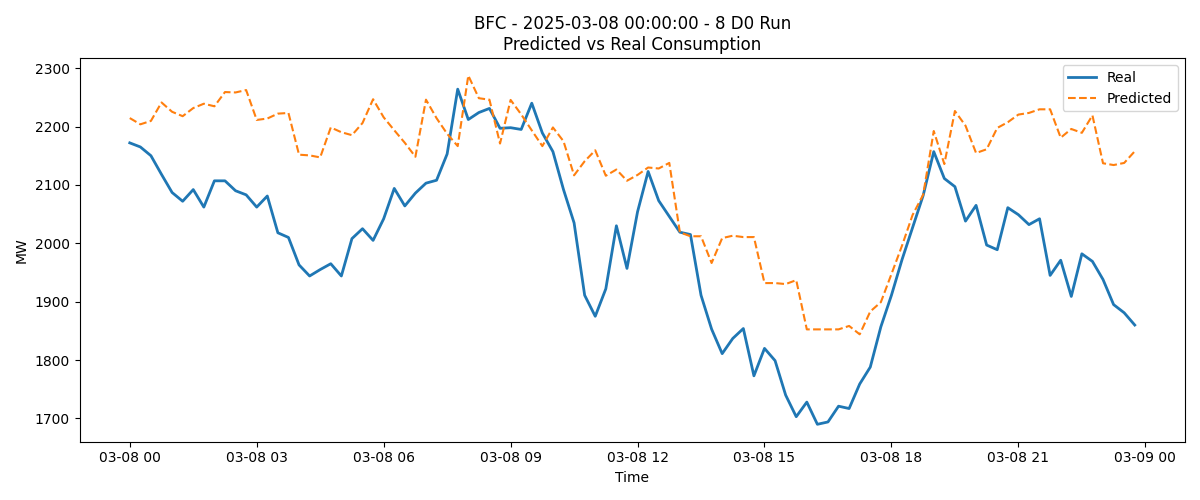 BFC - 2025-03-08 00:00:00 - 8 D0 Run
Predicted vs Real Consumption
Real
Predicted
MW
2300
2200
2100
2000
1900
1800
1700
03-08 00
03-08 03
03-08 06
03-08 09
03-08 12
03-08 15
03-08 18
03-08 21
03-09 00
Time